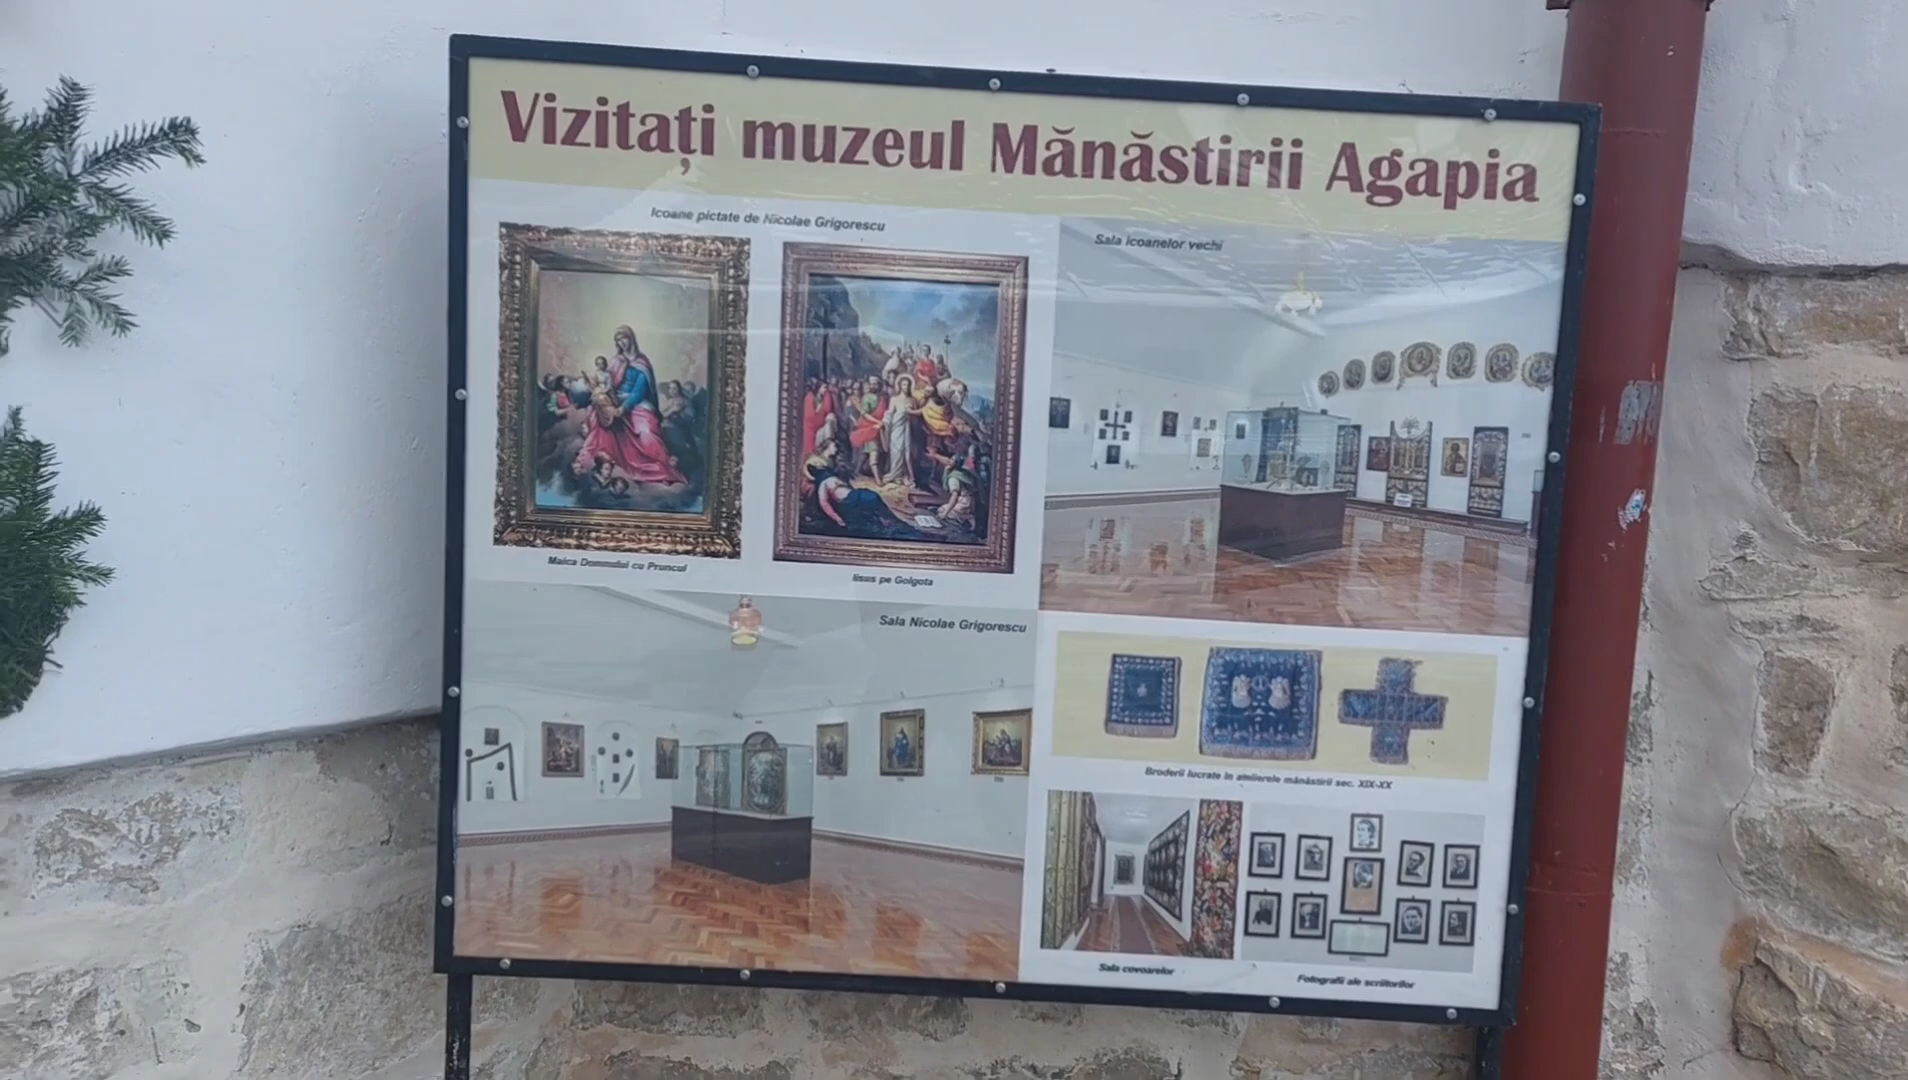 Vizitați muzeul Mănăstirii Agapia
Icoane pictate de Nicolae Grigorescu
Sala icoanelor vechi
Maica Domnului cu Pruncul
Iisus pe Golgota
Sala Nicolae Grigorescu
Broderii lucrate în atelierele mănăstirii sec. XIX-XX
Sala covoarelor
Fotografii ale scriitorilor